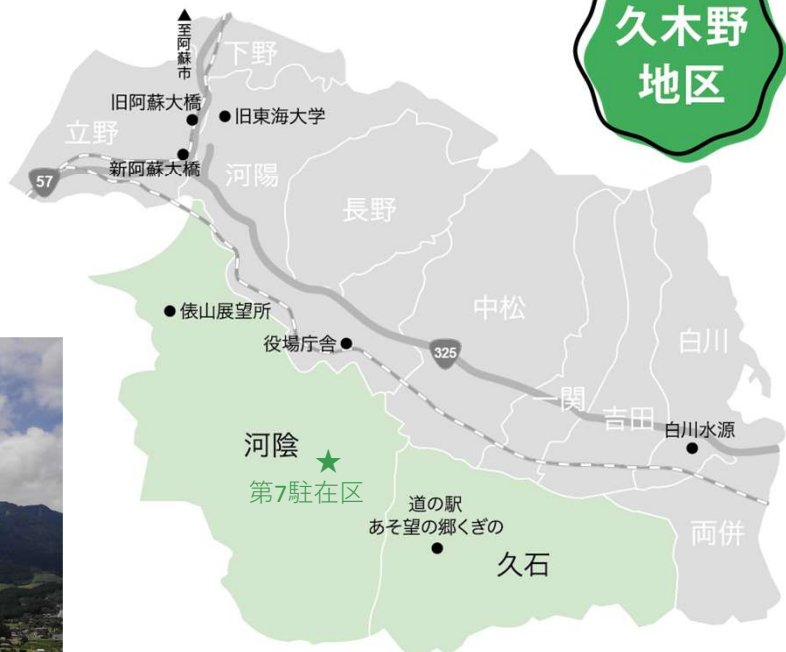 久木野
地区
至阿蘇市
下野
旧阿蘇大橋
旧東海大学
立野
新阿蘇大橋
河陽
57
長野
俵山展望所
中松
役場庁舎
325
白川
一関
吉田
白川水源
河陰
第7駐在区
道の駅
あそ望の郷くぎの
両併
久石